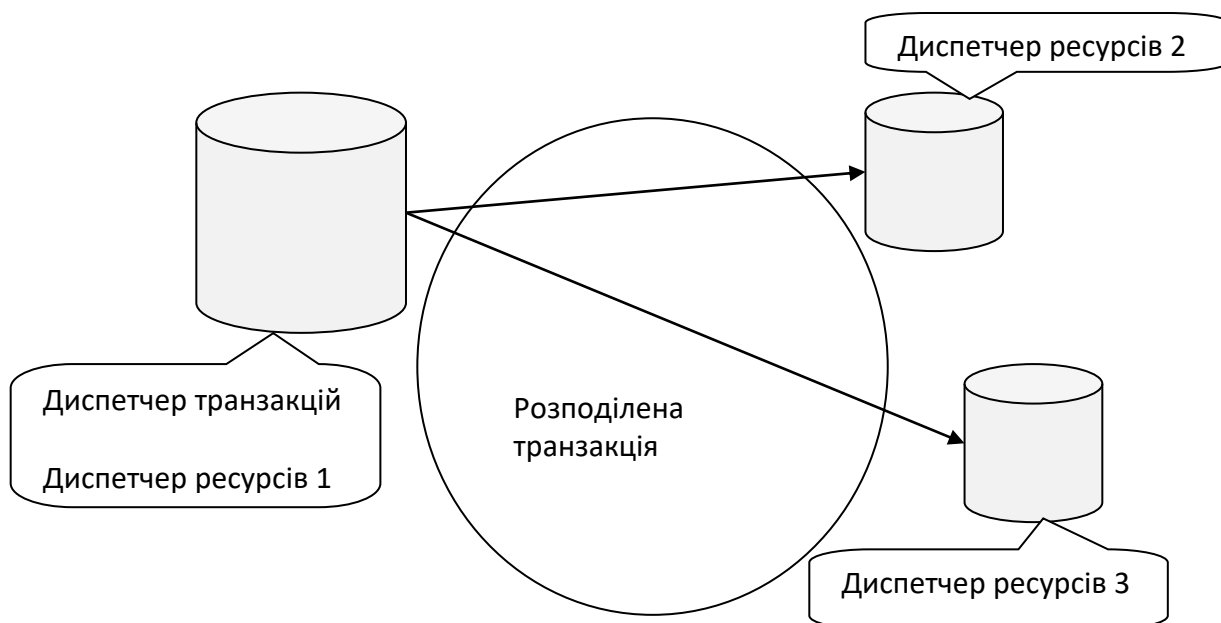 Диспетчер ресурсів 2
Диспетчер транзакцій
Диспетчер ресурсів 1
Розподілена
транзакція
Диспетчер ресурсів 3